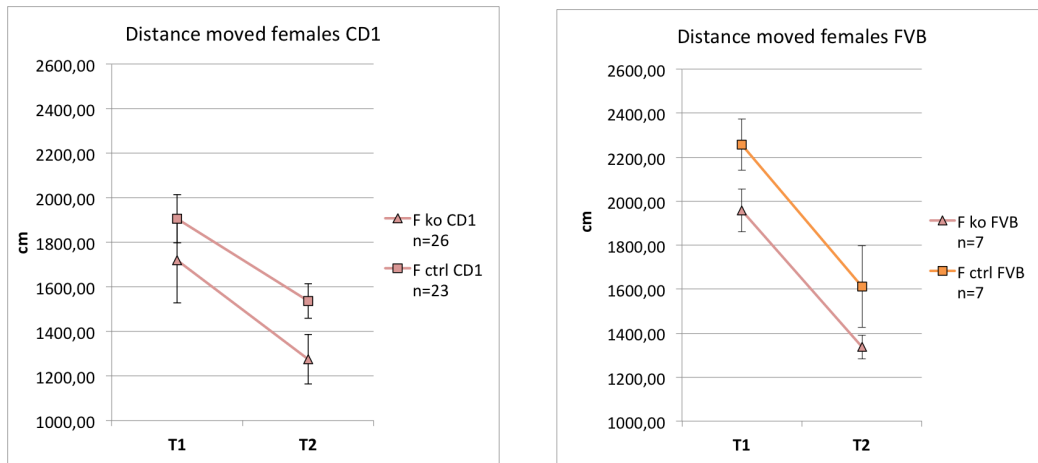 Distance moved females CD1
2600,00
2400,00
2200,00
2000,00
1800,00
1600,00
1400,00
1200,00
1000,00
cm
T1
T2
F ko CD1
n=26
F ctrl CD1
n=23
Distance moved females FVB
2600,00
2400,00
2200,00
2000,00
1800,00
1600,00
1400,00
1200,00
1000,00
cm
T1
T2
F ko FVB
n=7
F ctrl FVB
n=7